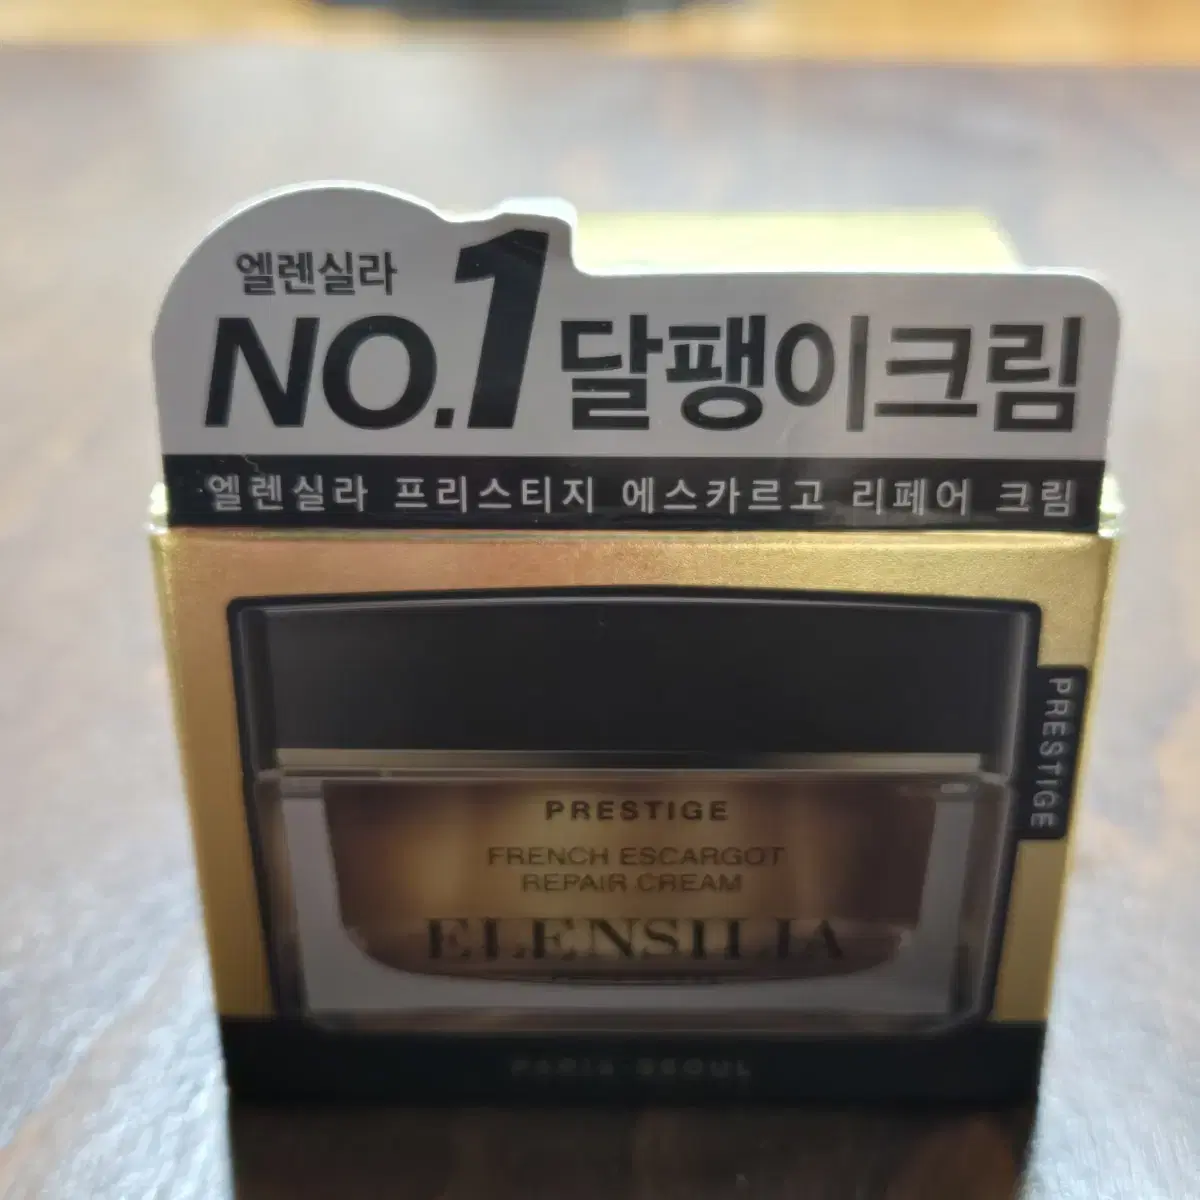 엘렌실라
NO.1 달팽이크림
엘렌실라 프리스티지 에스카르고 리페어 크림
PRESTIGE
PRESTIGE
FRENCH ESCARGOT
REPAIR CREAM
ELENSILIA
PARIS SEOUL